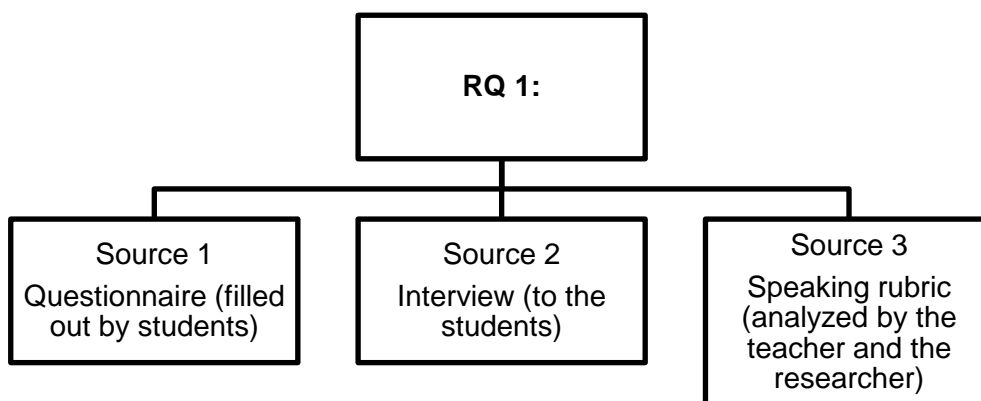 RQ 1:
Source 1
Questionnaire (filled
out by students)
Source 2
Interview (to the
students)
Source 3
Speaking rubric
(analyzed by the
teacher and the
researcher)